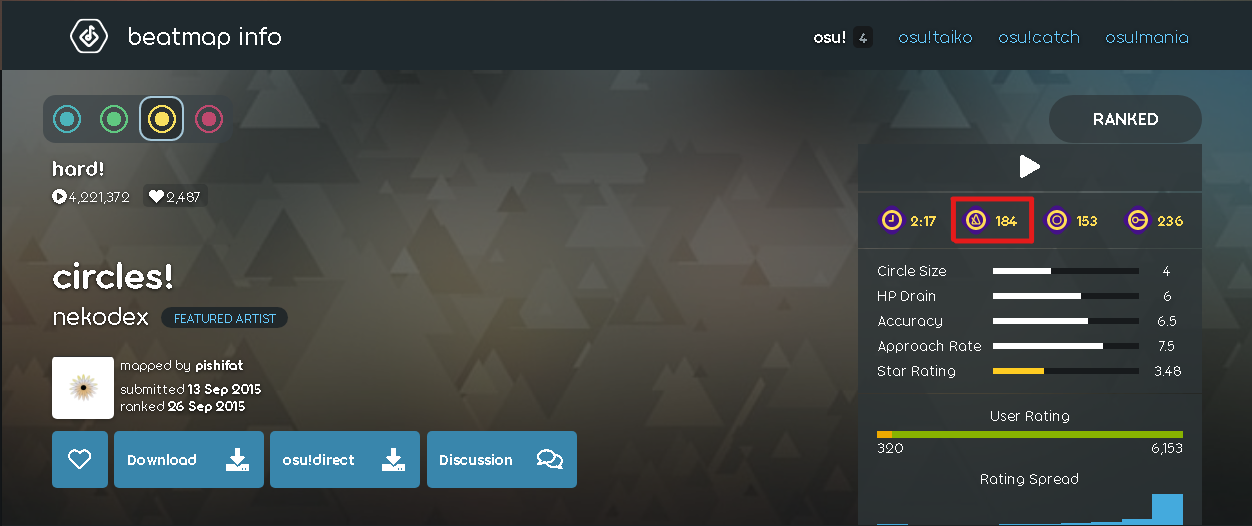 beatmap info
osu! 4 osu!taiko osu!catch osu!mania
RANKED
hard!
4,221,372 2,487
2:17 184 153 236
circles!
nekodex FEATURED ARTIST
mapped by pishifat
submitted 13 Sep 2015
ranked 26 Sep 2015
Download osu!direct Discussion
Circle Size 4
HP Drain 6
Accuracy 6.5
Approach Rate 7.5
Star Rating 3.48
User Rating
320 6,153
Rating Spread